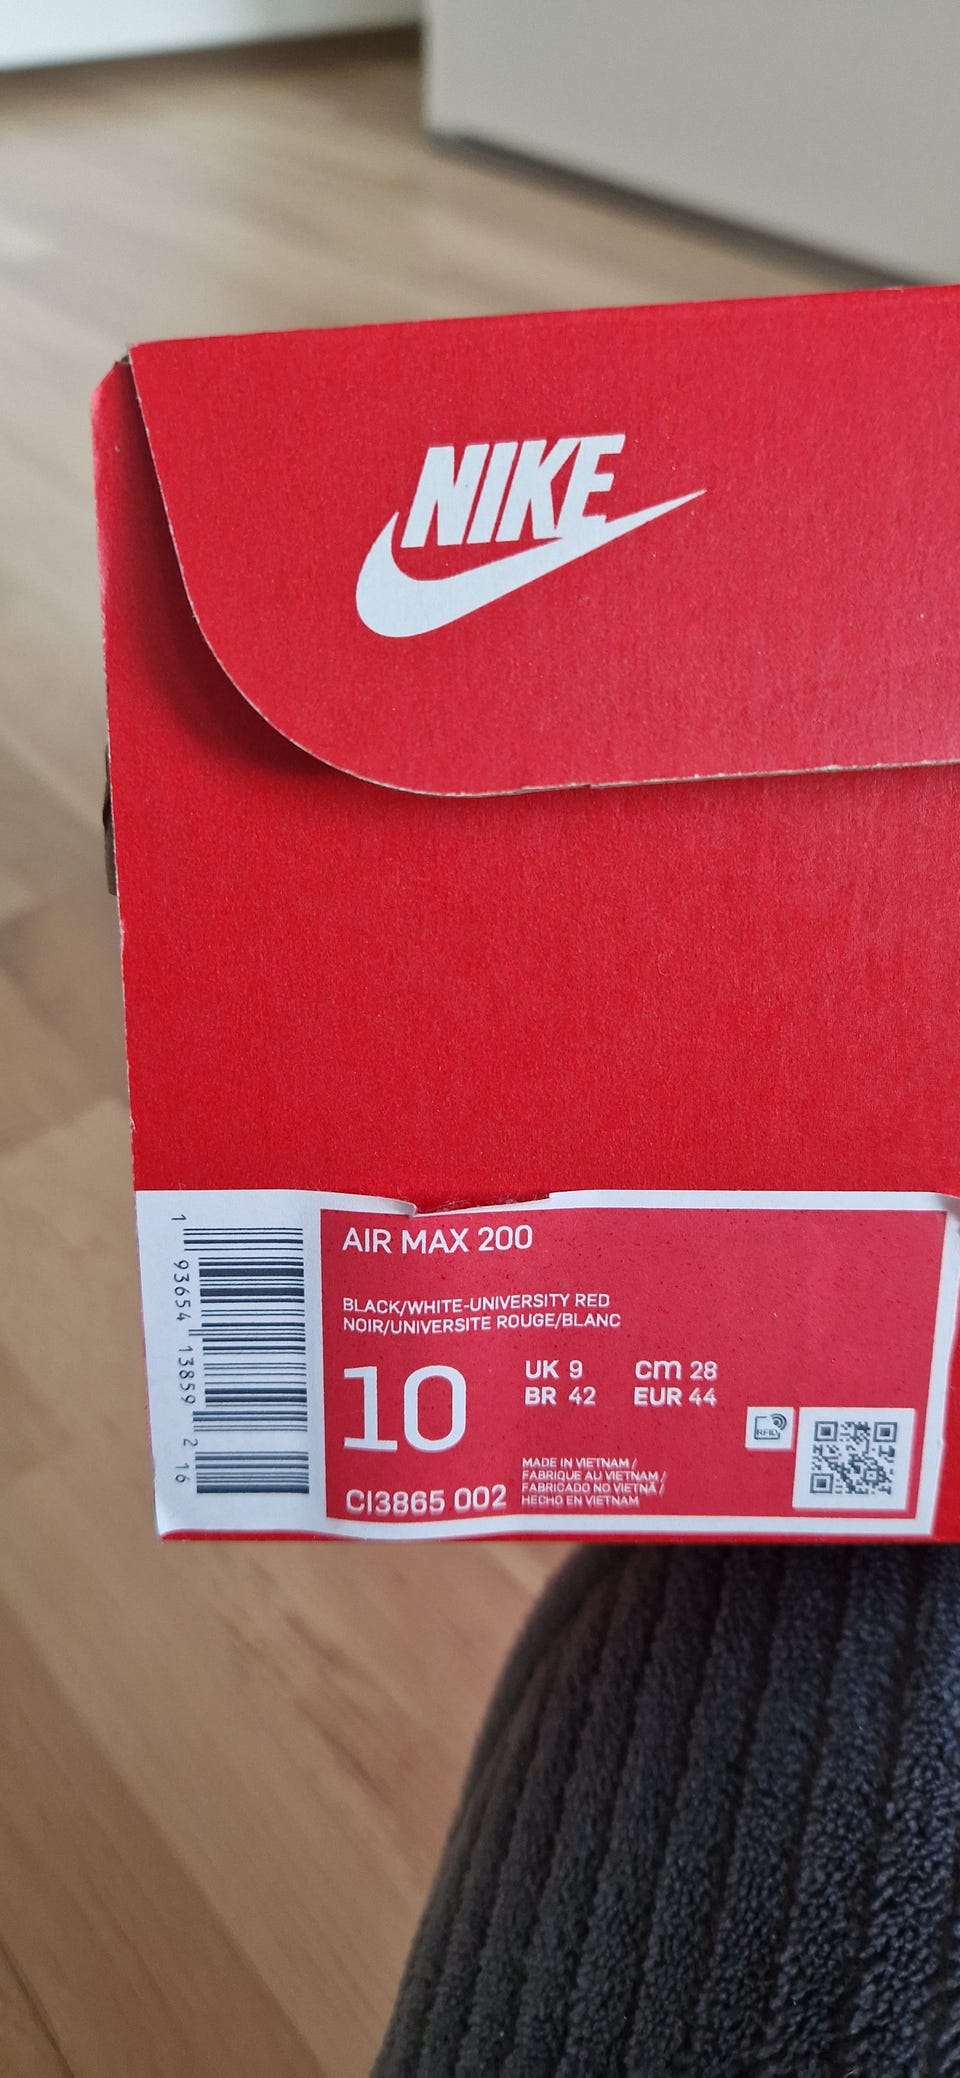 NIKE
AIR MAX 200
BLACK/WHITE-UNIVERSITY RED
NOIR/UNIVERSITE ROUGE/BLANC
10
UK 9 cm 28
BR 42 EUR 44
MADE IN VIETNAM /
FABRIQUE AU VIETNAM /
FABRICADO NO VIETNÃ /
HECHO EN VIETNAM
CI3865 002
RFID
1 93654 13859 2 16